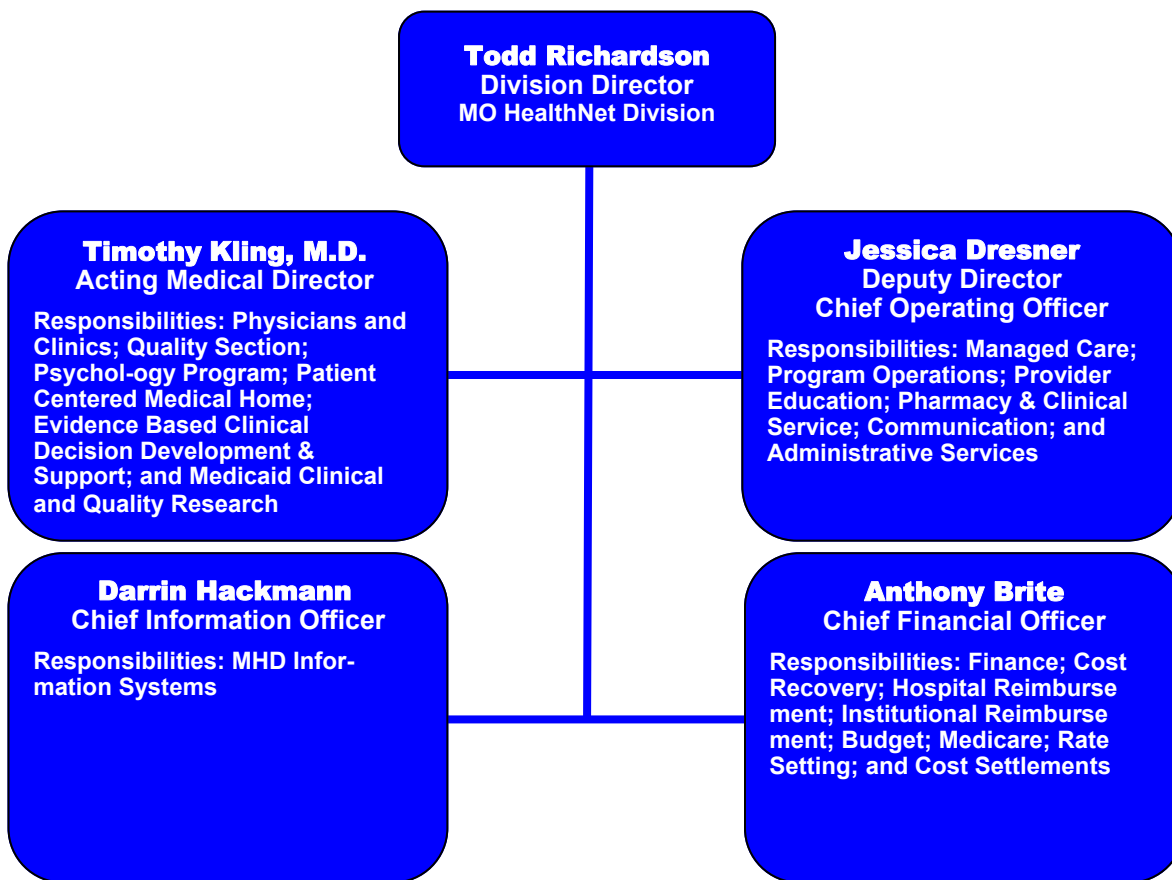 Todd Richardson
Division Director
MO HealthNet Division
Timothy Kling, M.D.
Acting Medical Director
Responsibilities: Physicians and
Clinics; Quality Section;
Psychol-ogy Program; Patient
Centered Medical Home;
Evidence Based Clinical
Decision Development &
Support; and Medicaid Clinical
and Quality Research
Jessica Dresner
Deputy Director
Chief Operating Officer
Responsibilities: Managed Care;
Program Operations; Provider
Education; Pharmacy & Clinical
Service; Communication; and
Administrative Services
Darrin Hackmann
Chief Information Officer
Responsibilities: MHD Infor-
mation Systems
Anthony Brite
Chief Financial Officer
Responsibilities: Finance; Cost
Recovery; Hospital Reimburse
ment; Institutional Reimburse
ment; Budget; Medicare; Rate
Setting; and Cost Settlements